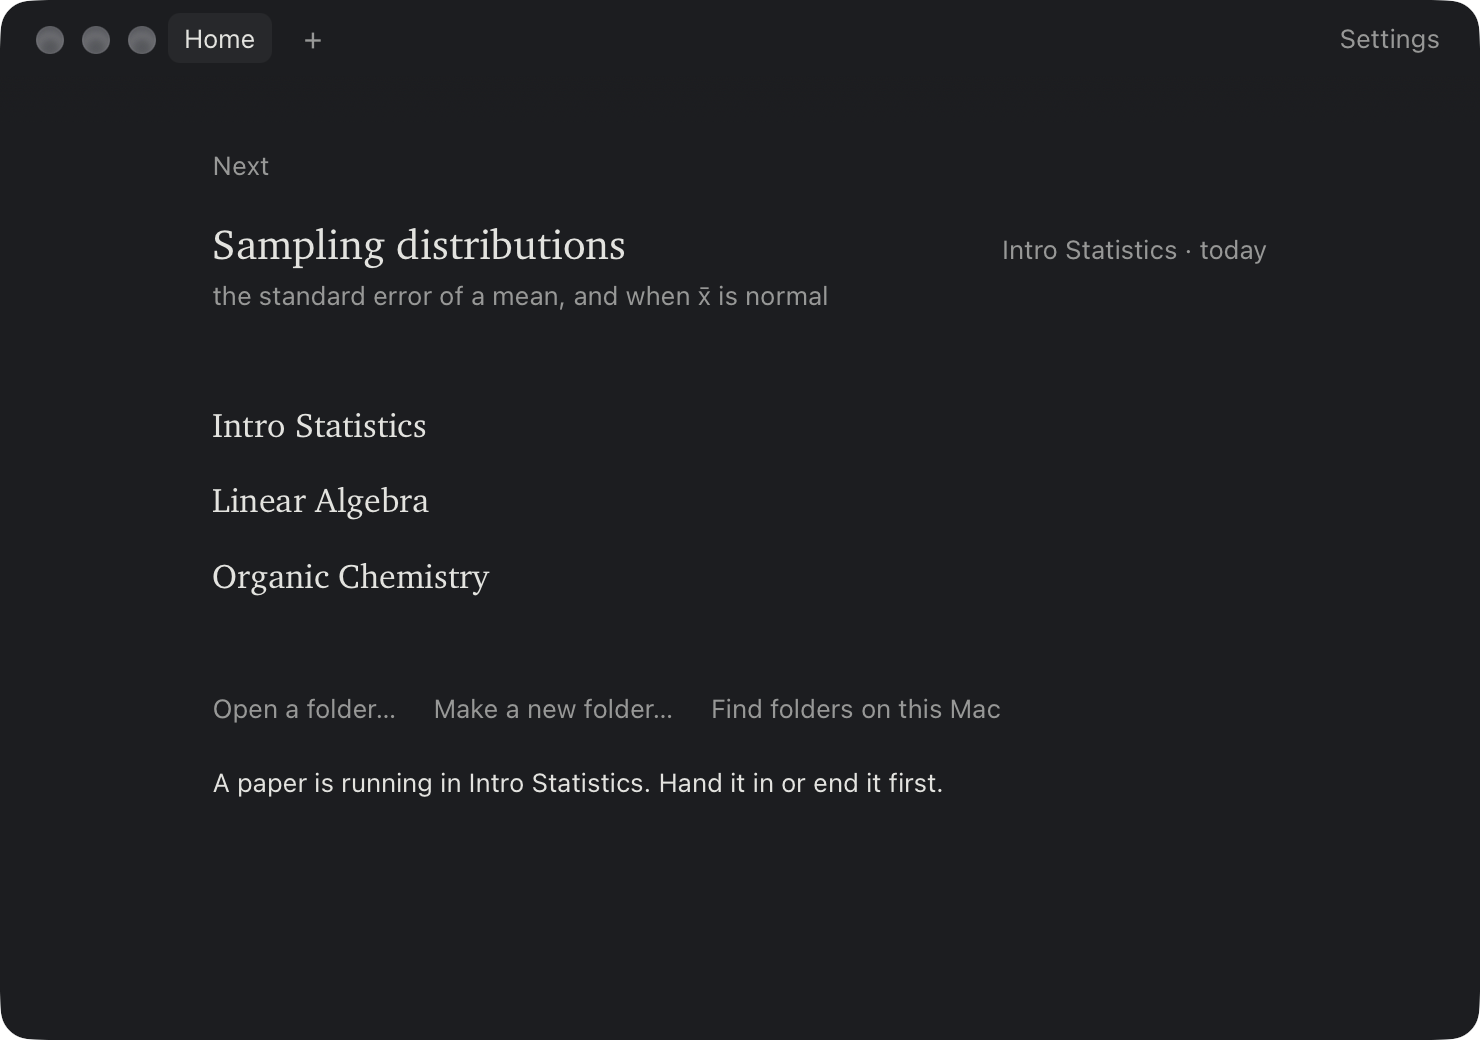 Home + Settings
Next
Sampling distributions
Intro Statistics · today
the standard error of a mean, and when x̄ is normal
Intro Statistics
Linear Algebra
Organic Chemistry
Open a folder... Make a new folder... Find folders on this Mac
A paper is running in Intro Statistics. Hand it in or end it first.